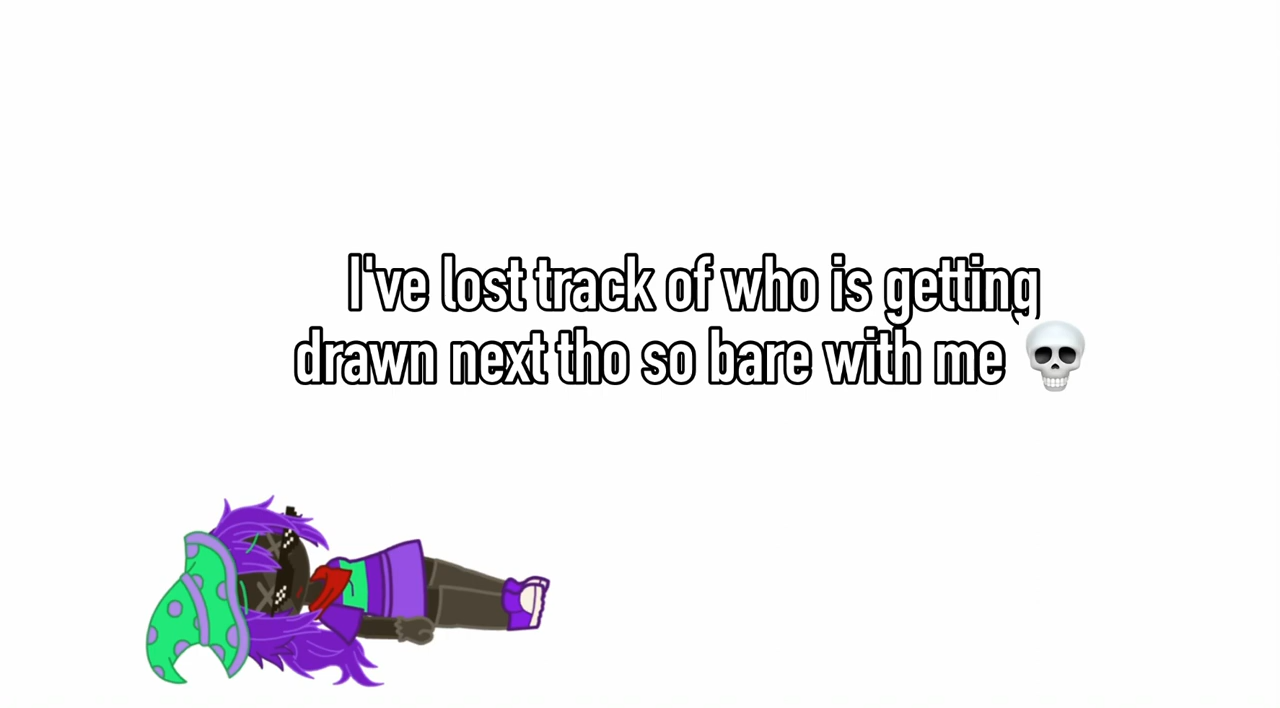 I've lost track of who is getting
drawn next tho so bare with me 💀